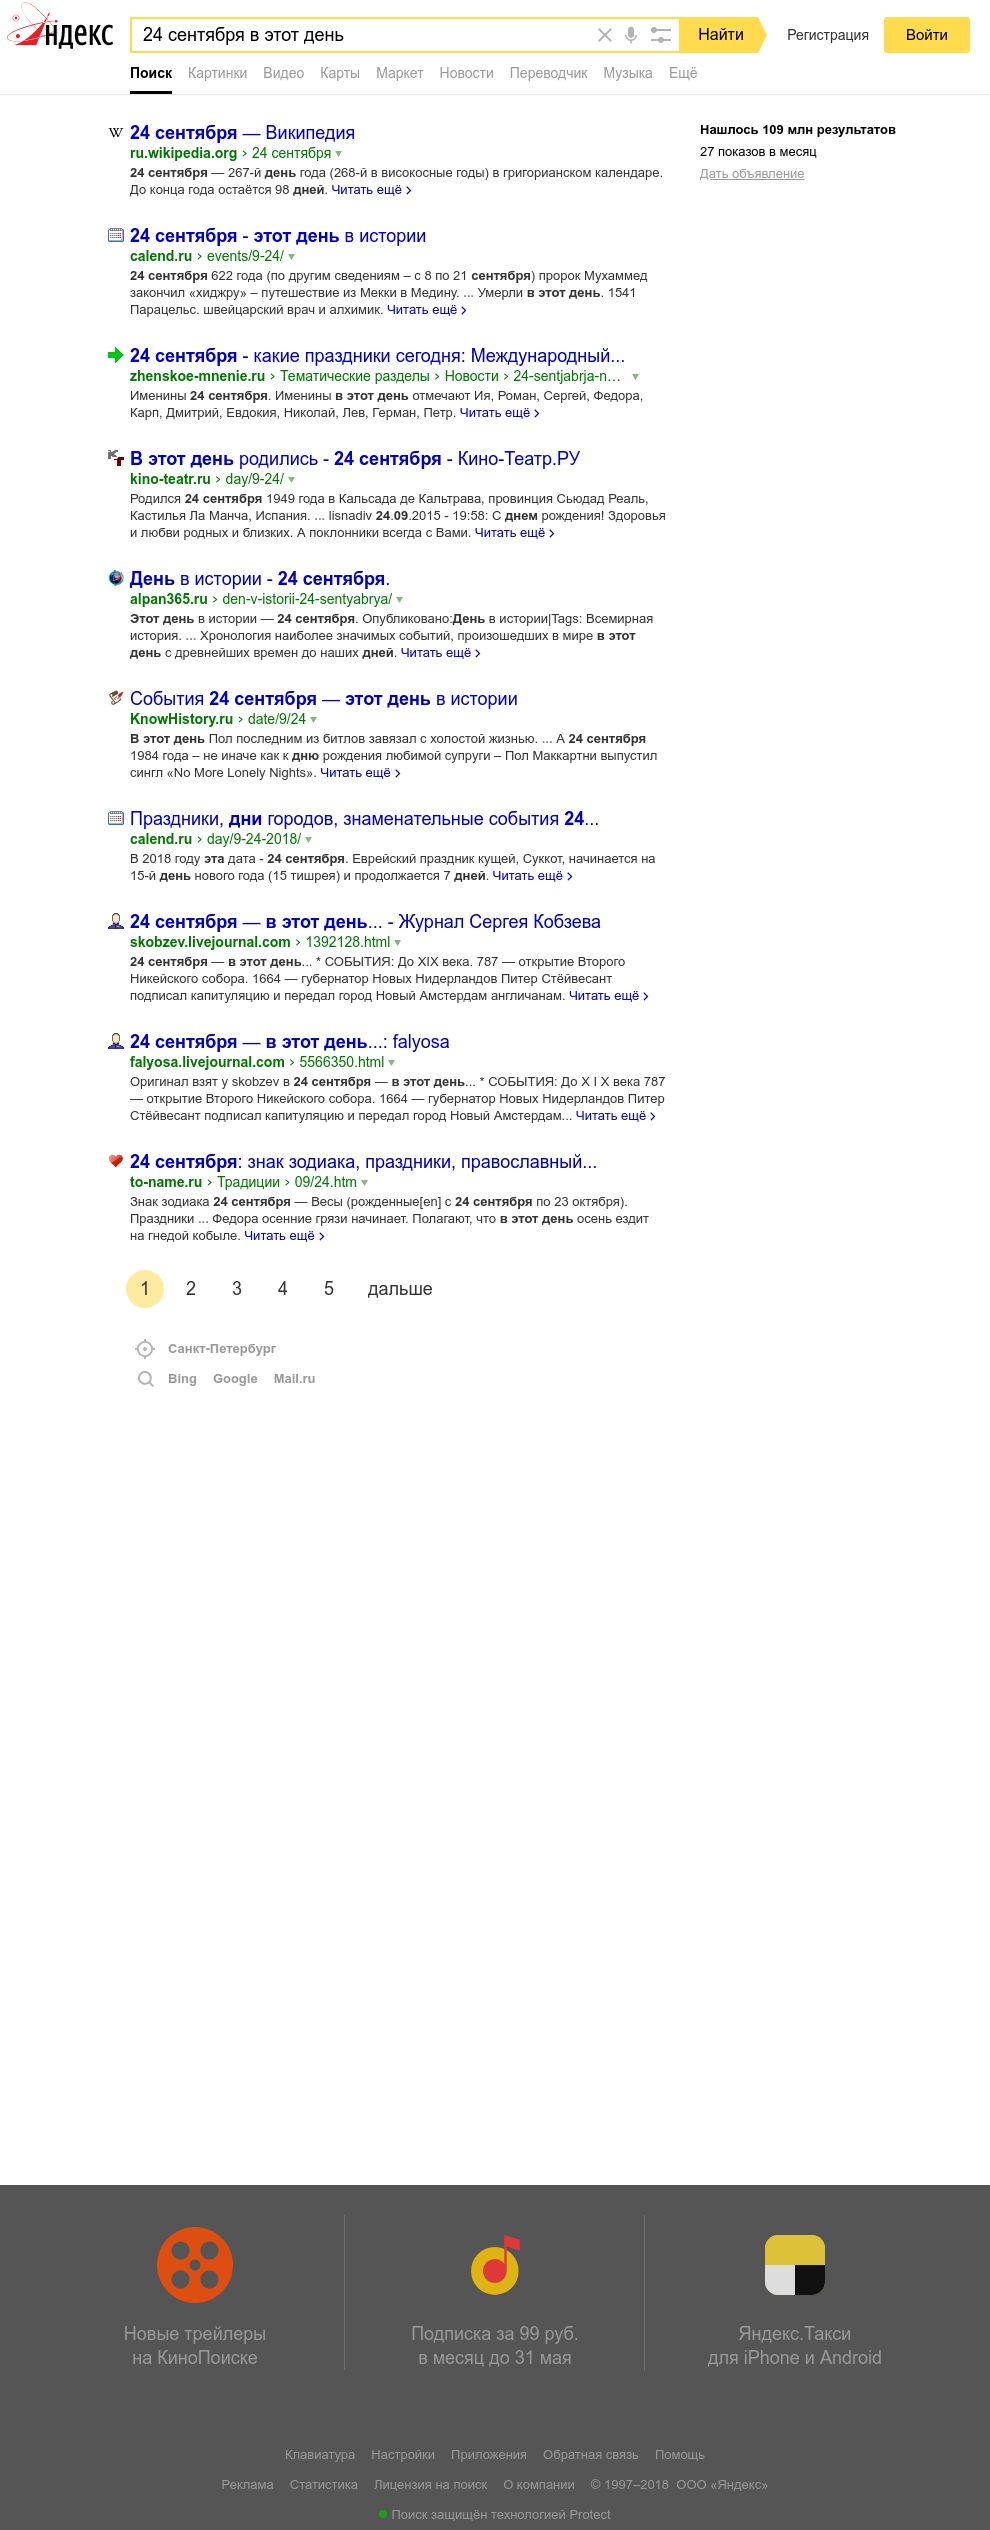 Яндекс
24 сентября в этот день
Найти
Регистрация
Войти
Поиск Картинки Видео Карты Маркет Новости Переводчик Музыка Ещё
24 сентября — Википедия
ru.wikipedia.org › 24 сентября
24 сентября — 267-й день года (268-й в високосные годы) в григорианском календаре.
До конца года остаётся 98 дней. Читать ещё ›
Нашлось 109 млн результатов
27 показов в месяц
Дать объявление
24 сентября - этот день в истории
calend.ru › events/9-24/
24 сентября 622 года (по другим сведениям – с 8 по 21 сентября) пророк Мухаммед
закончил «хиджру» – путешествие из Мекки в Медину. ... Умерли в этот день. 1541
Парацельс. швейцарский врач и алхимик. Читать ещё ›
24 сентября - какие праздники сегодня: Международный...
zhenskoe-mnenie.ru › Тематические разделы › Новости › 24-sentjabrja-n…
Именины 24 сентября. Именины в этот день отмечают Ия, Роман, Сергей, Федора,
Карп, Дмитрий, Евдокия, Николай, Лев, Герман, Петр. Читать ещё ›
В этот день родились - 24 сентября - Кино-Театр.РУ
kino-teatr.ru › day/9-24/
Родился 24 сентября 1949 года в Кальсада де Кальтрава, провинция Сьюдад Реаль,
Кастилья Ла Манча, Испания. ... lisnadiv 24.09.2015 - 19:58: С днем рождения! Здоровья
и любви родных и близких. А поклонники всегда с Вами. Читать ещё ›
День в истории - 24 сентября.
alpan365.ru › den-v-istorii-24-sentyabrya/
Этот день в истории — 24 сентября. Опубликовано:День в истории|Tags: Всемирная
история. ... Хронология наиболее значимых событий, произошедших в мире в этот
день с древнейших времен до наших дней. Читать ещё ›
События 24 сентября — этот день в истории
KnowHistory.ru › date/9/24
В этот день Пол последним из битлов завязал с холостой жизнью. ... А 24 сентября
1984 года – не иначе как к дню рождения любимой супруги – Пол Маккартни выпустил
сингл «No More Lonely Nights». Читать ещё ›
Праздники, дни городов, знаменательные события 24...
calend.ru › day/9-24-2018/
В 2018 году эта дата - 24 сентября. Еврейский праздник кущей, Суккот, начинается на
15-й день нового года (15 тишрея) и продолжается 7 дней. Читать ещё ›
24 сентября — в этот день... - Журнал Сергея Кобзева
skobzev.livejournal.com › 1392128.html
24 сентября — в этот день... * СОБЫТИЯ: До XIX века. 787 — открытие Второго
Никейского собора. 1664 — губернатор Новых Нидерландов Питер Стёйвесант
подписал капитуляцию и передал город Новый Амстердам англичанам. Читать ещё ›
24 сентября — в этот день...: falyosa
falyosa.livejournal.com › 5566350.html
Оригинал взят у skobzev в 24 сентября — в этот день... * СОБЫТИЯ: До X I X века 787
— открытие Второго Никейского собора. 1664 — губернатор Новых Нидерландов Питер
Стёйвесант подписал капитуляцию и передал город Новый Амстердам... Читать ещё ›
24 сентября: знак зодиака, праздники, православный...
to-name.ru › Традиции › 09/24.htm
Знак зодиака 24 сентября — Весы (рожденные[en] с 24 сентября по 23 октября).
Праздники ... Федора осенние грязи начинает. Полагают, что в этот день осень ездит
на гнедой кобыле. Читать ещё ›
1 2 3 4 5 дальше
Санкт-Петербург
Bing Google Mail.ru
Новые трейлеры
на КиноПоиске
Подписка за 99 руб.
в месяц до 31 мая
Яндекс.Такси
для iPhone и Android
Клавиатура Настройки Приложения Обратная связь Помощь
Реклама Статистика Лицензия на поиск О компании © 1997–2018 ООО «Яндекс»
Поиск защищён технологией Protect